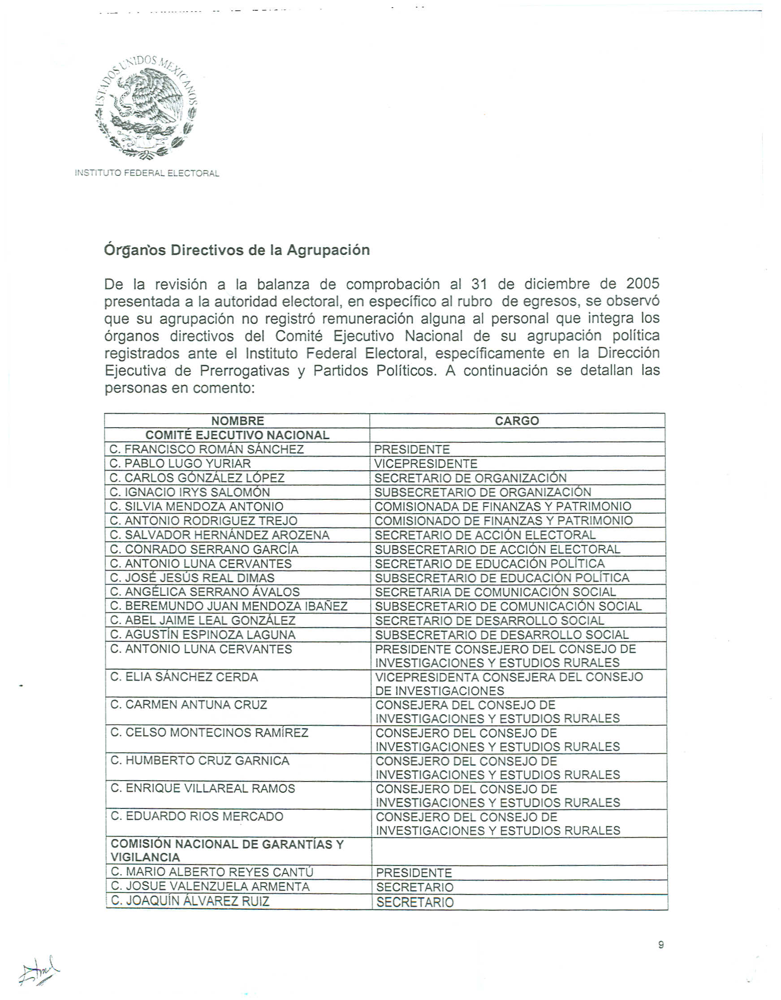 ESTADOS UNIDOS MEXICANOS
INSTITUTO FEDERAL ELECTORAL
Órganos Directivos de la Agrupación
De la revisión a la balanza de comprobación al 31 de diciembre de 2005
presentada a la autoridad electoral, en específico al rubro de egresos, se observó
que su agrupación no registró remuneración alguna al personal que integra los
órganos directivos del Comité Ejecutivo Nacional de su agrupación política
registrados ante el Instituto Federal Electoral, específicamente en la Dirección
Ejecutiva de Prerrogativas y Partidos Políticos. A continuación se detallan las
personas en comento:
NOMBRE CARGO
COMITÉ EJECUTIVO NACIONAL
C. FRANCISCO ROMÁN SÁNCHEZ PRESIDENTE
C. PABLO LUGO YURIAR VICEPRESIDENTE
C. CARLOS GÓNZÁLEZ LÓPEZ SECRETARIO DE ORGANIZACIÓN
C. IGNACIO IRYS SALOMÓN SUBSECRETARIO DE ORGANIZACIÓN
C. SILVIA MENDOZA ANTONIO COMISIONADA DE FINANZAS Y PATRIMONIO
C. ANTONIO RODRIGUEZ TREJO COMISIONADO DE FINANZAS Y PATRIMONIO
C. SALVADOR HERNÁNDEZ AROZENA SECRETARIO DE ACCIÓN ELECTORAL
C. CONRADO SERRANO GARCÍA SUBSECRETARIO DE ACCIÓN ELECTORAL
C. ANTONIO LUNA CERVANTES SECRETARIO DE EDUCACIÓN POLÍTICA
C. JOSÉ JESÚS REAL DIMAS SUBSECRETARIO DE EDUCACIÓN POLÍTICA
C. ANGÉLICA SERRANO ÁVALOS SECRETARIA DE COMUNICACIÓN SOCIAL
C. BEREMUNDO JUAN MENDOZA IBAÑEZ SUBSECRETARIO DE COMUNICACIÓN SOCIAL
C. ABEL JAIME LEAL GONZÁLEZ SECRETARIO DE DESARROLLO SOCIAL
C. AGUSTÍN ESPINOZA LAGUNA SUBSECRETARIO DE DESARROLLO SOCIAL
C. ANTONIO LUNA CERVANTES PRESIDENTE CONSEJERO DEL CONSEJO DE
INVESTIGACIONES Y ESTUDIOS RURALES
C. ELIA SÁNCHEZ CERDA VICEPRESIDENTA CONSEJERA DEL CONSEJO
DE INVESTIGACIONES
C. CARMEN ANTUNA CRUZ CONSEJERA DEL CONSEJO DE
INVESTIGACIONES Y ESTUDIOS RURALES
C. CELSO MONTECINOS RAMÍREZ CONSEJERO DEL CONSEJO DE
INVESTIGACIONES Y ESTUDIOS RURALES
C. HUMBERTO CRUZ GARNICA CONSEJERO DEL CONSEJO DE
INVESTIGACIONES Y ESTUDIOS RURALES
C. ENRIQUE VILLAREAL RAMOS CONSEJERO DEL CONSEJO DE
INVESTIGACIONES Y ESTUDIOS RURALES
C. EDUARDO RIOS MERCADO CONSEJERO DEL CONSEJO DE
INVESTIGACIONES Y ESTUDIOS RURALES
COMISIÓN NACIONAL DE GARANTÍAS Y
VIGILANCIA
C. MARIO ALBERTO REYES CANTÚ PRESIDENTE
C. JOSUE VALENZUELA ARMENTA SECRETARIO
C. JOAQUÍN ÁLVAREZ RUIZ SECRETARIO
9